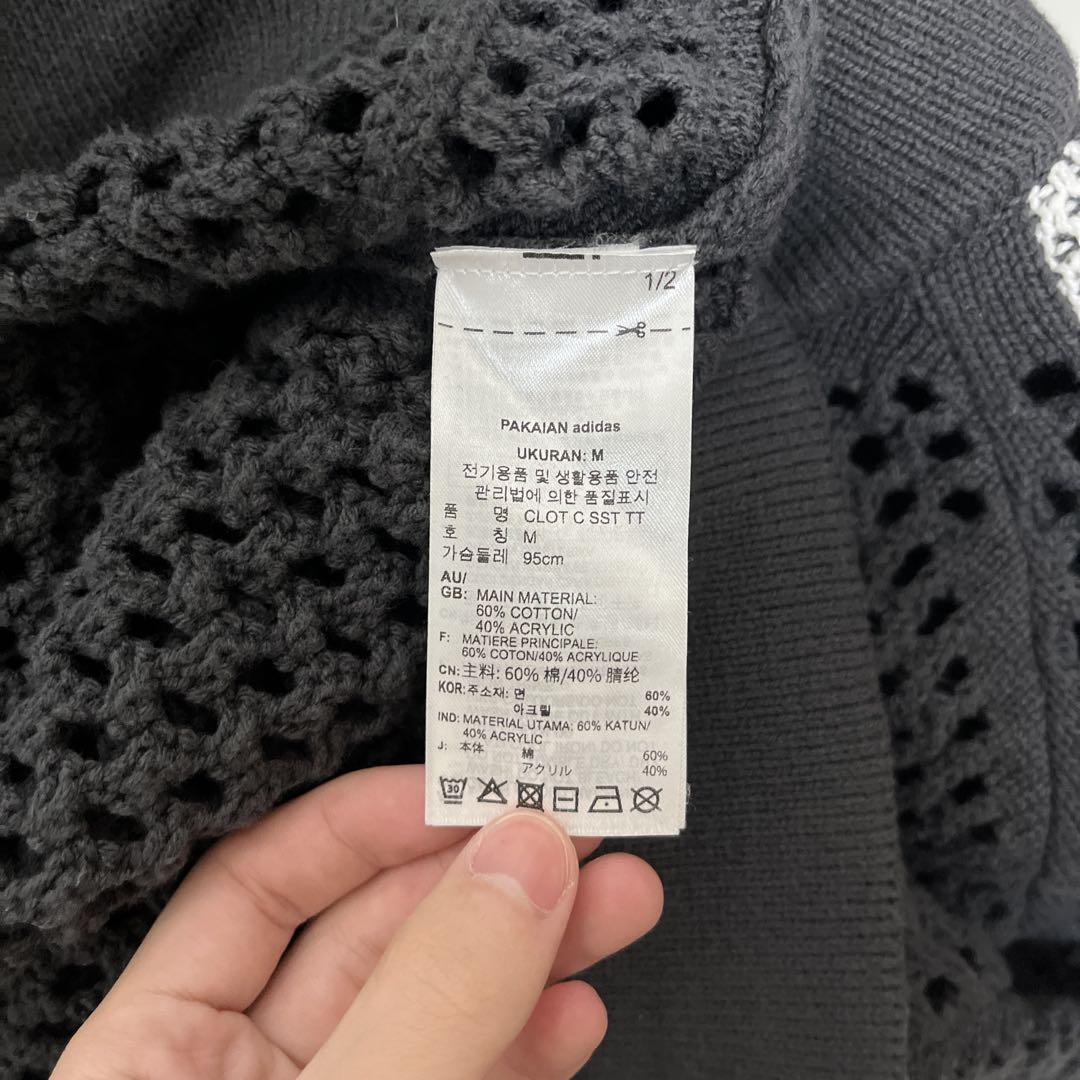 1/2
PAKAIAN adidas
UKURAN: M
전기용품 및 생활용품 안전
관리법에 의한 품질표시
품 명 CLOT C SST TT
호 칭 M
가슴둘레 95cm
AU/
GB: MAIN MATERIAL:
60% COTTON/
40% ACRYLIC
F: MATIERE PRINCIPALE:
60% COTON/40% ACRYLIQUE
CN: 主料: 60% 棉/40% 腈纶
KOR: 주소재: 면 60%
아크릴 40%
IND: MATERIAL UTAMA: 60% KATUN/
40% ACRYLIC
J: 本体 綿 60%
アクリル 40%
30